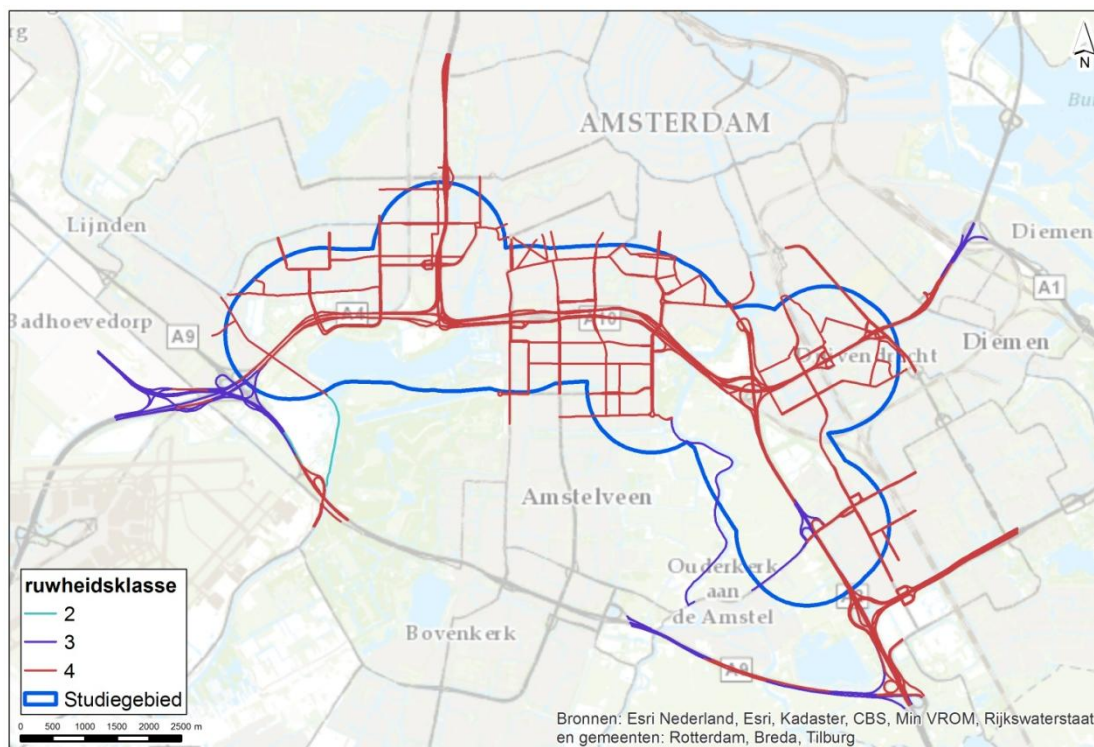 rg
AMSTERDAM
N
Lijnden
Diemen
A1
A4
A10
Badhoevedorp
A9
Duivendrecht
Diemen
Amstelveen
Ouderkerk
aan
de Amstel
A9
Bovenkerk
A9
ruwheidsklasse
2
3
4
Studiegebied
0 500 1000 1500 2000 2500 m
Bronnen: Esri Nederland, Esri, Kadaster, CBS, Min VROM, Rijkswaterstaat
en gemeenten: Rotterdam, Breda, Tilburg